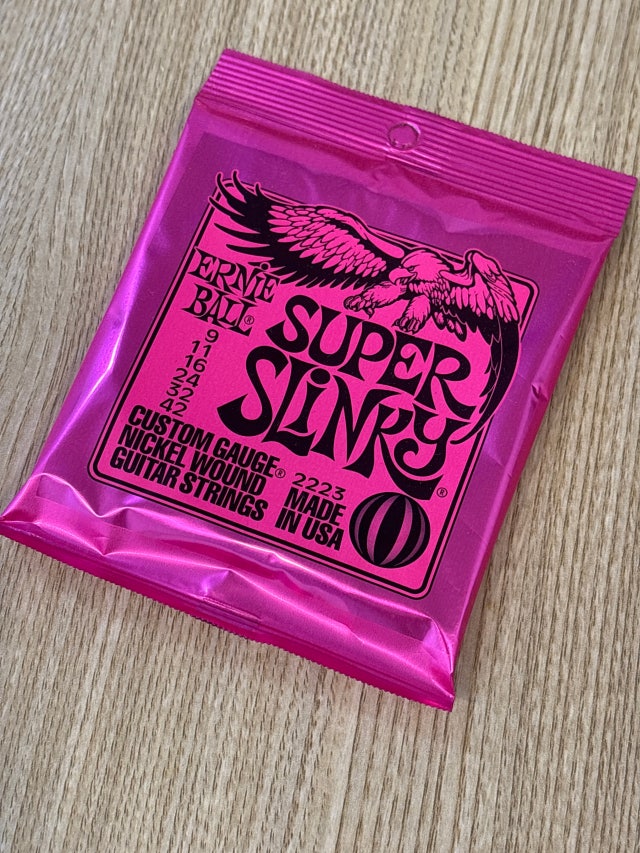 ERNIE
BALL®
SUPER
SLINKY®
9
11
16
24
32
42
CUSTOM GAUGE®
NICKEL WOUND
GUITAR STRINGS
2223
MADE
IN USA